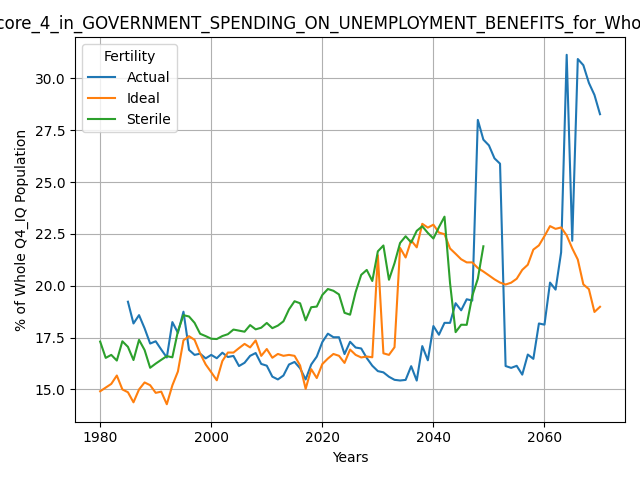 core_4_in_GOVERNMENT_SPENDING_ON_UNEMPLOYMENT_BENEFITS_for_Who
Fertility
Actual
Ideal
Sterile
% of Whole Q4_IQ Population
30.0
27.5
25.0
22.5
20.0
17.5
15.0
1980
2000
2020
2040
2060
Years